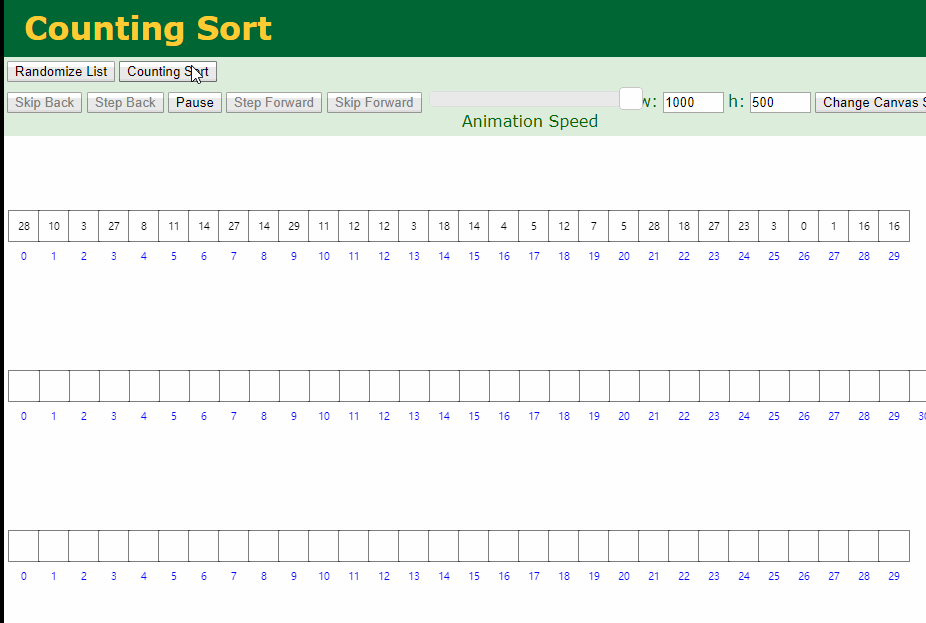 Counting Sort
Randomize List Counting Sort
Skip Back Step Back Pause Step Forward Skip Forward w: 1000 h: 500 Change Canvas S
Animation Speed
28 10 3 27 8 11 14 27 14 29 11 12 12 3 18 14 4 5 12 7 5 28 18 27 23 3 0 1 16 16
0 1 2 3 4 5 6 7 8 9 10 11 12 13 14 15 16 17 18 19 20 21 22 23 24 25 26 27 28 29
0 1 2 3 4 5 6 7 8 9 10 11 12 13 14 15 16 17 18 19 20 21 22 23 24 25 26 27 28 29 30
0 1 2 3 4 5 6 7 8 9 10 11 12 13 14 15 16 17 18 19 20 21 22 23 24 25 26 27 28 29